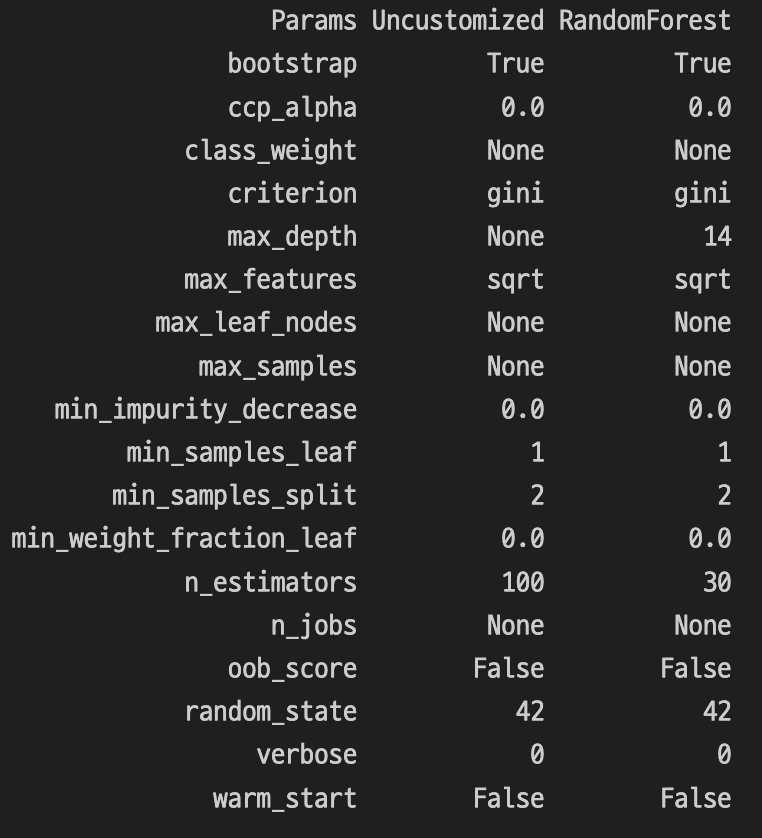 Params Uncustomized RandomForest
bootstrap True True
ccp_alpha 0.0 0.0
class_weight None None
criterion gini gini
max_depth None 14
max_features sqrt sqrt
max_leaf_nodes None None
max_samples None None
min_impurity_decrease 0.0 0.0
min_samples_leaf 1 1
min_samples_split 2 2
min_weight_fraction_leaf 0.0 0.0
n_estimators 100 30
n_jobs None None
oob_score False False
random_state 42 42
verbose 0 0
warm_start False False